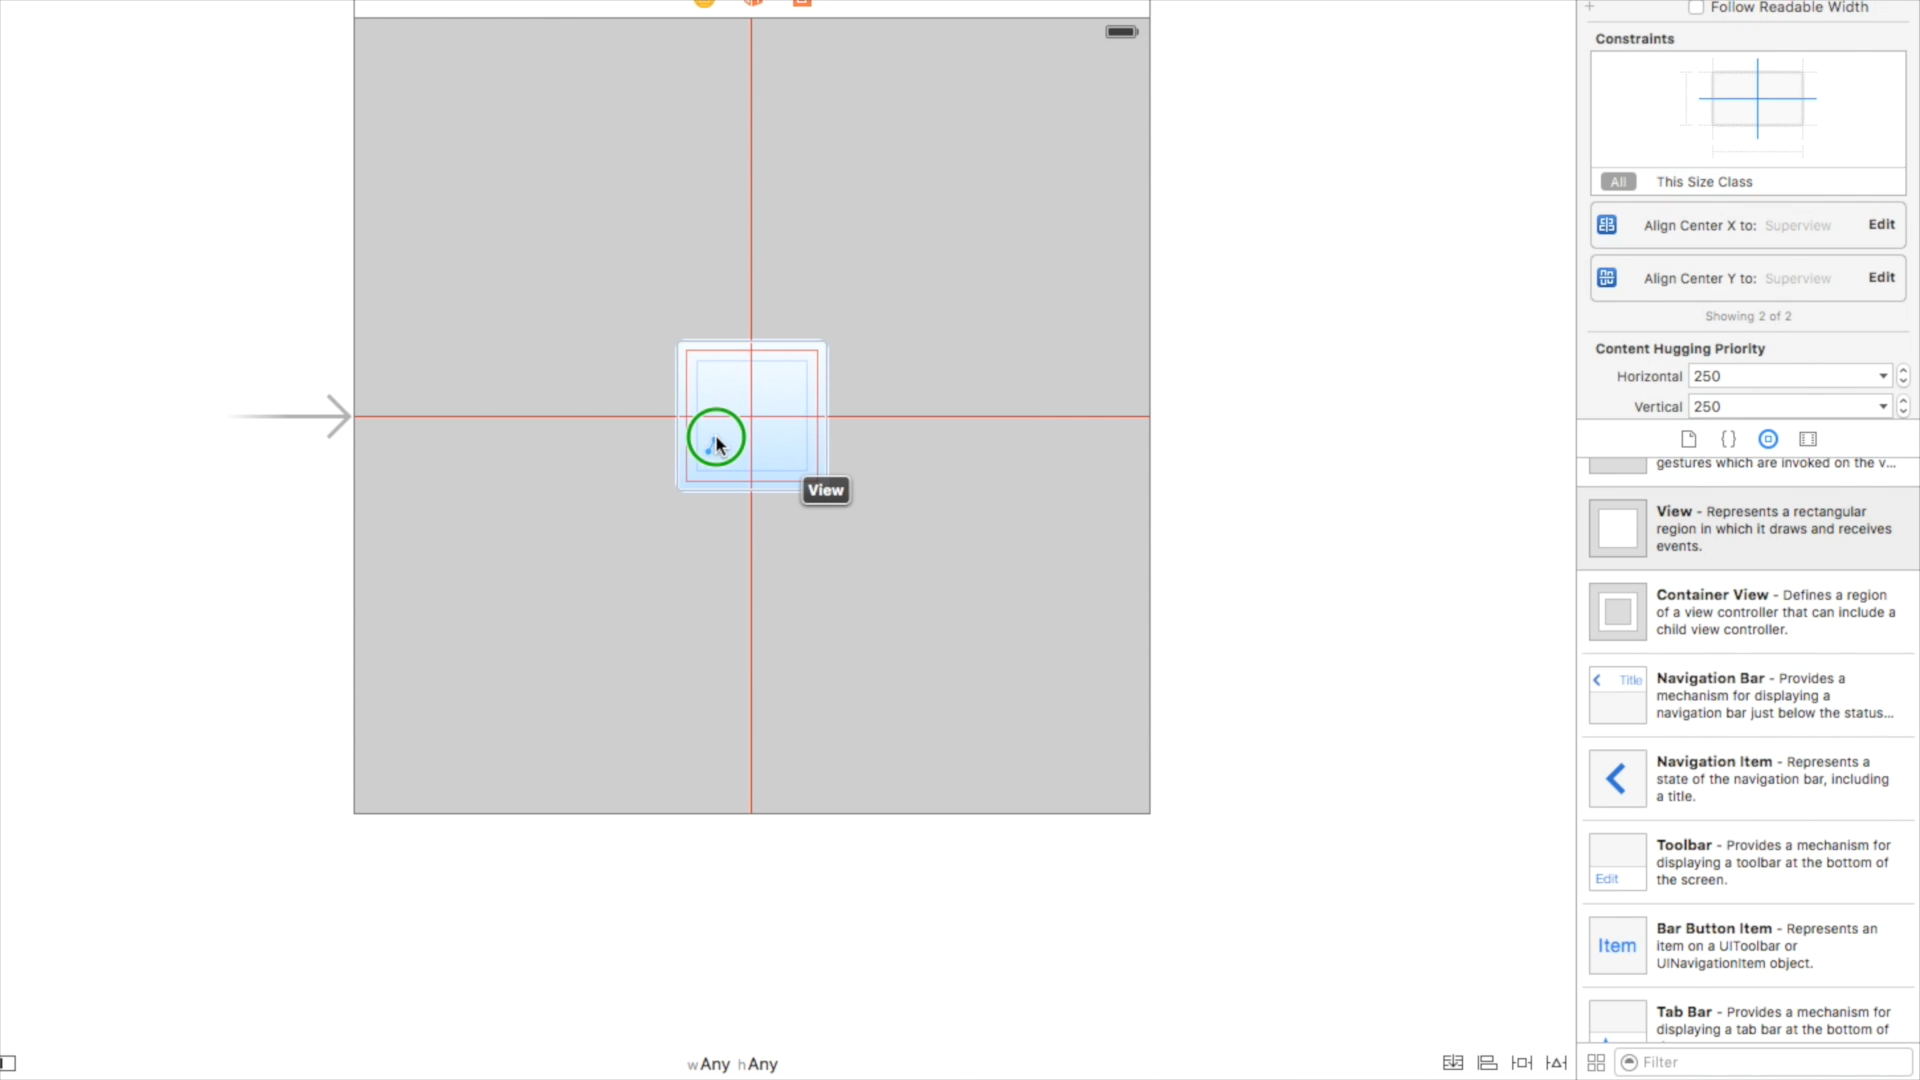 Follow Readable Width
Constraints
All This Size Class
Align Center X to: Superview Edit
Align Center Y to: Superview Edit
Showing 2 of 2
Content Hugging Priority
Horizontal 250
Vertical 250
{}
gestures which are invoked on the v...
View
View - Represents a rectangular
region in which it draws and receives
events.
Container View - Defines a region
of a view controller that can include a
child view controller.
Title
Navigation Bar - Provides a
mechanism for displaying a
navigation bar just below the status...
Navigation Item - Represents a
state of the navigation bar, including
a title.
Edit
Toolbar - Provides a mechanism for
displaying a toolbar at the bottom of
the screen.
Item
Bar Button Item - Represents an
item on a UIToolbar or
UINavigationItem object.
Tab Bar - Provides a mechanism for
displaying a tab bar at the bottom of
wAny hAny
Filter